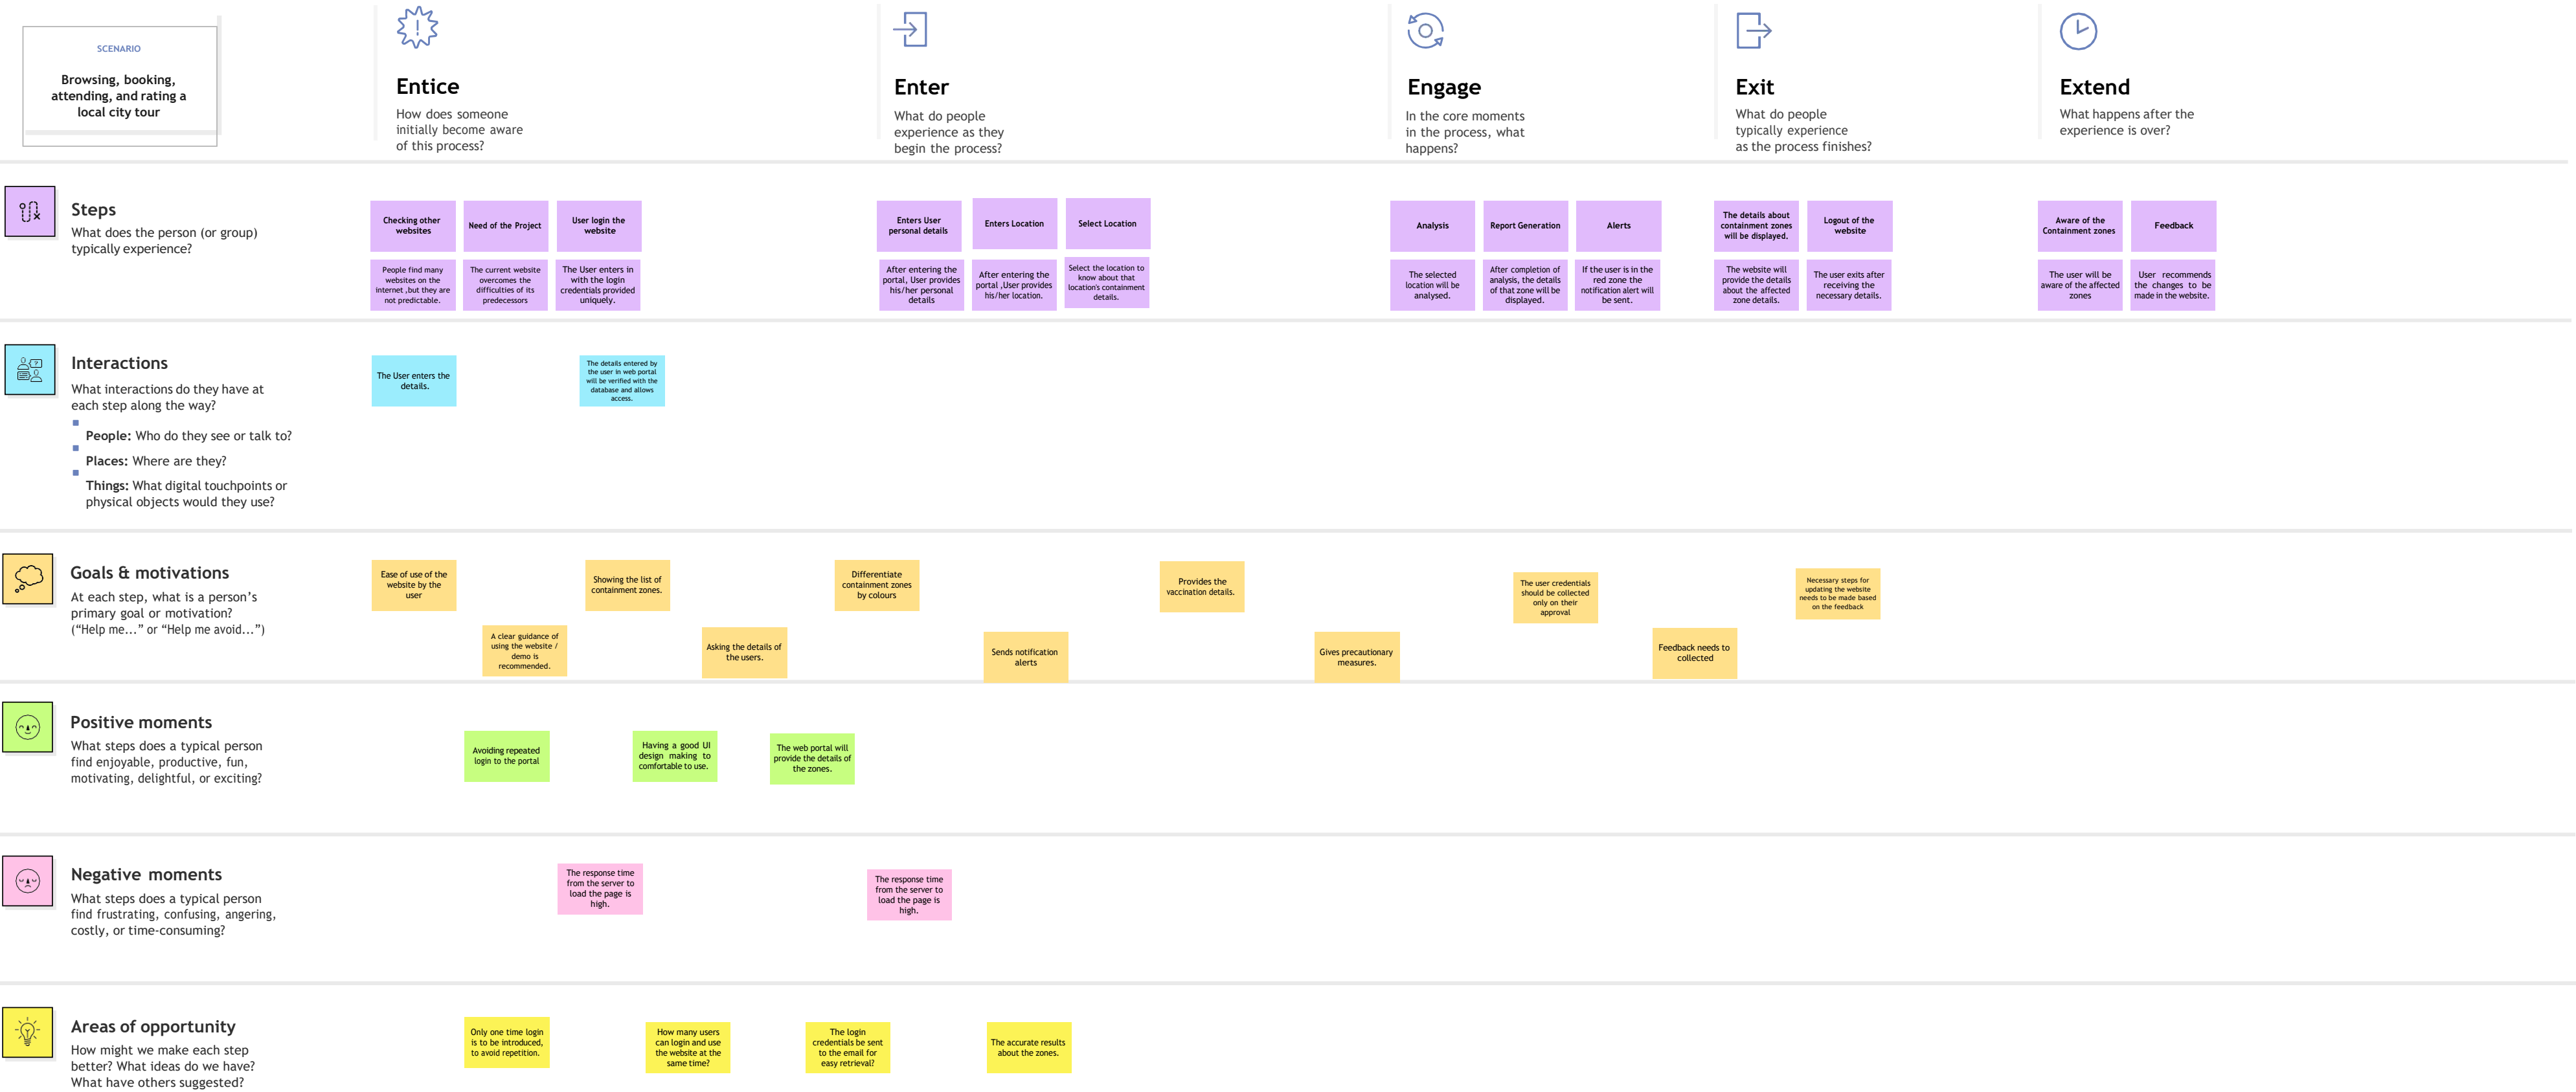 SCENARIO
Browsing, booking,
attending, and rating a
local city tour
Entice
How does someone
initially become aware
of this process?
Enter
What do people
experience as they
begin the process?
Engage
In the core moments
in the process, what
happens?
Exit
What do people
typically experience
as the process finishes?
Extend
What happens after the
experience is over?
Steps
What does the person (or group)
typically experience?
Checking other
websites
Need of the Project
User login the
website
Enters User
personal details
Enters Location
Select Location
Analysis
Report Generation
Alerts
The details about
containment zones
will be displayed.
Logout of the
website
Aware of the
Containment zones
Feedback
People find many
websites on the
internet ,but they are
not predictable.
The current website
overcomes the
difficulties of its
predecessors
The User enters in
with the login
credentials provided
uniquely.
After entering the
portal, User provides
his/her personal
details
After entering the
portal ,User provides
his/her location.
Select the location to
know about that
location's containment
details.
The selected
location will be
analysed.
After completion of
analysis, the details
of that zone will be
displayed.
If the user is in the
red zone the
notification alert will
be sent.
The website will
provide the details
about the affected
zone details.
The user exits after
receiving the
necessary details.
The user will be
aware of the affected
zones
User recommends
the changes to be
made in the website.
Interactions
What interactions do they have at
each step along the way?
People: Who do they see or talk to?
Places: Where are they?
Things: What digital touchpoints or
physical objects would they use?
The User enters the
details.
The details entered by
the user in web portal
will be verified with the
database and allows
access.
Goals & motivations
At each step, what is a person’s
primary goal or motivation?
(“Help me...” or “Help me avoid...”)
Ease of use of the
website by the
user
A clear guidance of
using the website /
demo is
recommended.
Showing the list of
containment zones.
Asking the details of
the users.
Differentiate
containment zones
by colours
Sends notification
alerts
Provides the
vaccination details.
Gives precautionary
measures.
The user credentials
should be collected
only on their
approval
Feedback needs to
collected
Necessary steps for
updating the website
needs to be made based
on the feedback
Positive moments
What steps does a typical person
find enjoyable, productive, fun,
motivating, delightful, or exciting?
Avoiding repeated
login to the portal
Having a good UI
design making to
comfortable to use.
The web portal will
provide the details of
the zones.
Negative moments
What steps does a typical person
find frustrating, confusing, angering,
costly, or time-consuming?
The response time
from the server to
load the page is
high.
The response time
from the server to
load the page is
high.
Areas of opportunity
How might we make each step
better? What ideas do we have?
What have others suggested?
Only one time login
is to be introduced,
to avoid repetition.
How many users
can login and use
the website at the
same time?
The login
credentials be sent
to the email for
easy retrieval?
The accurate results
about the zones.